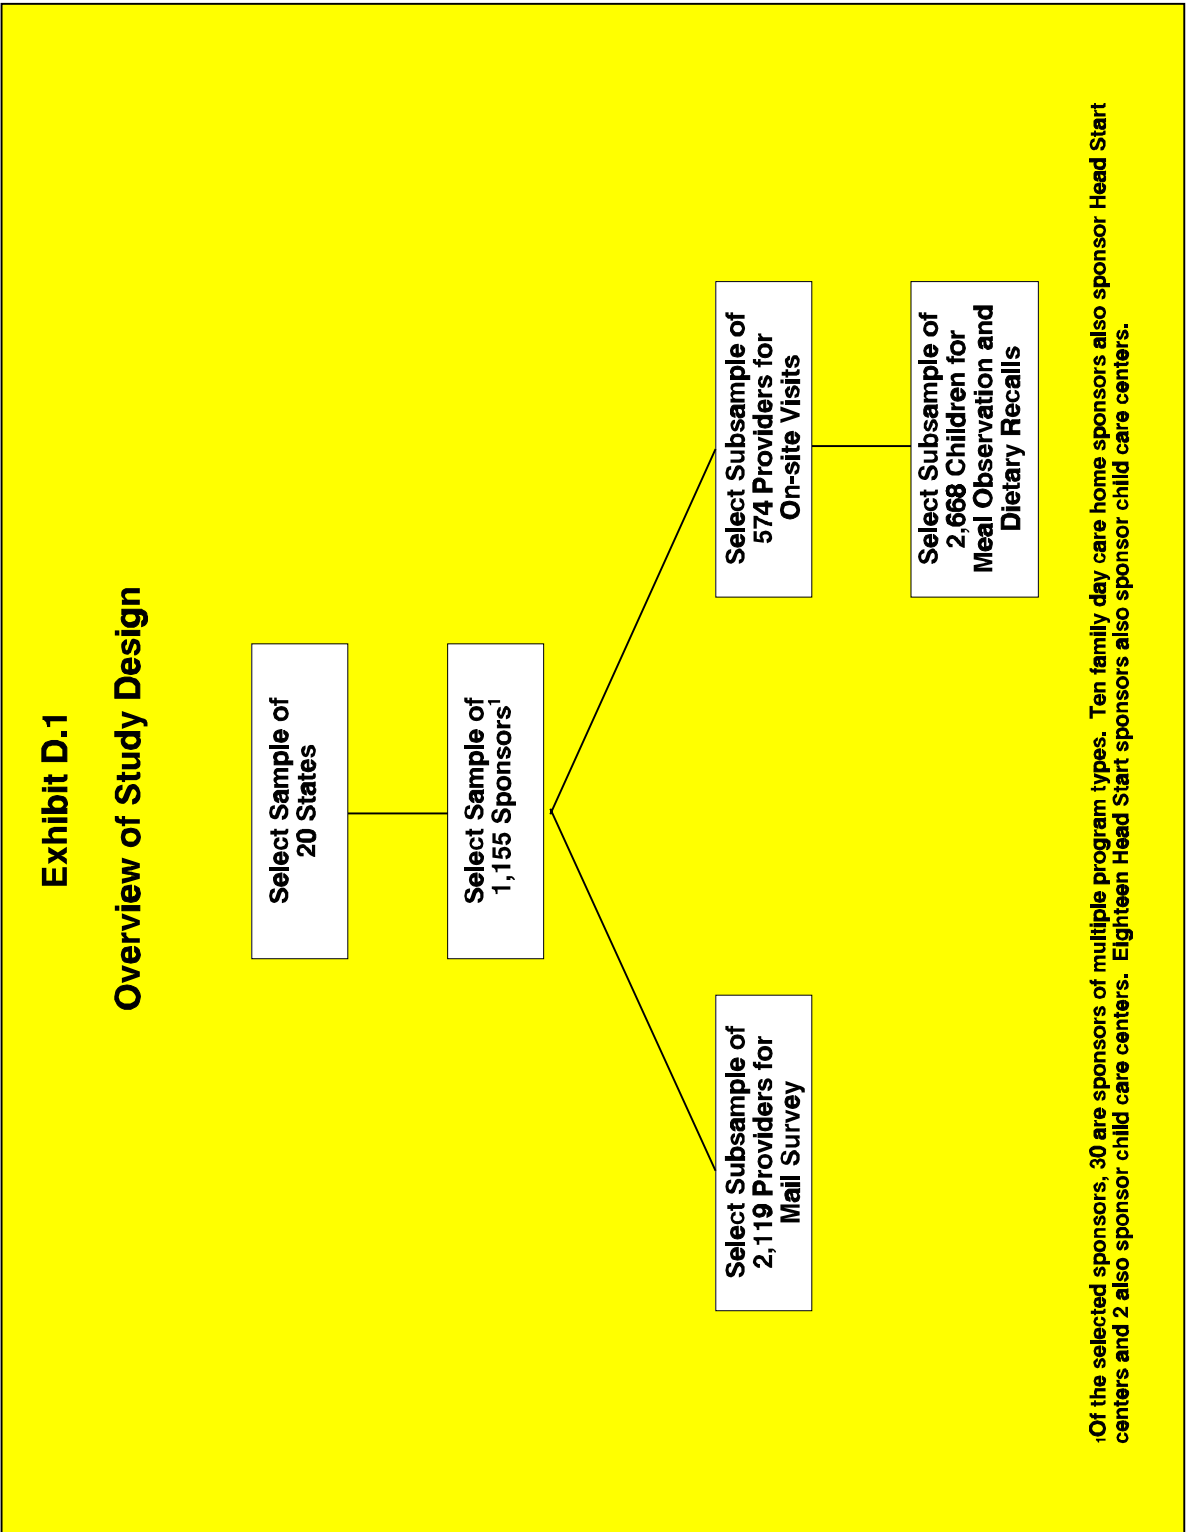 Exhibit D.1
Overview of Study Design
Select Sample of
20 States
Select Sample of
1,155 Sponsors1
Select Subsample of
2,119 Providers for
Mail Survey
Select Subsample of
574 Providers for
On-site Visits
Select Subsample of
2,668 Children for
Meal Observation and
Dietary Recalls
1Of the selected sponsors, 30 are sponsors of multiple program types.  Ten family day care home sponsors also sponsor Head Start
centers and 2 also sponsor child care centers.  Eighteen Head Start sponsors also sponsor child care centers.